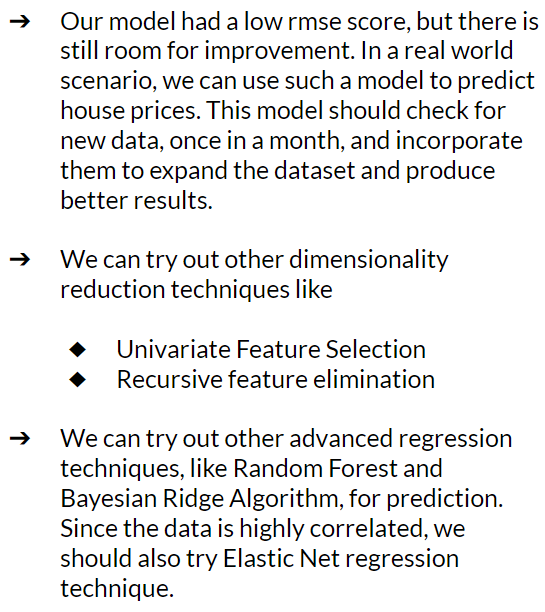 ➔ Our model had a low rmse score, but there is
still room for improvement. In a real world
scenario, we can use such a model to predict
house prices. This model should check for
new data, once in a month, and incorporate
them to expand the dataset and produce
better results.
➔ We can try out other dimensionality
reduction techniques like
◆ Univariate Feature Selection
◆ Recursive feature elimination
➔ We can try out other advanced regression
techniques, like Random Forest and
Bayesian Ridge Algorithm, for prediction.
Since the data is highly correlated, we
should also try Elastic Net regression
technique.